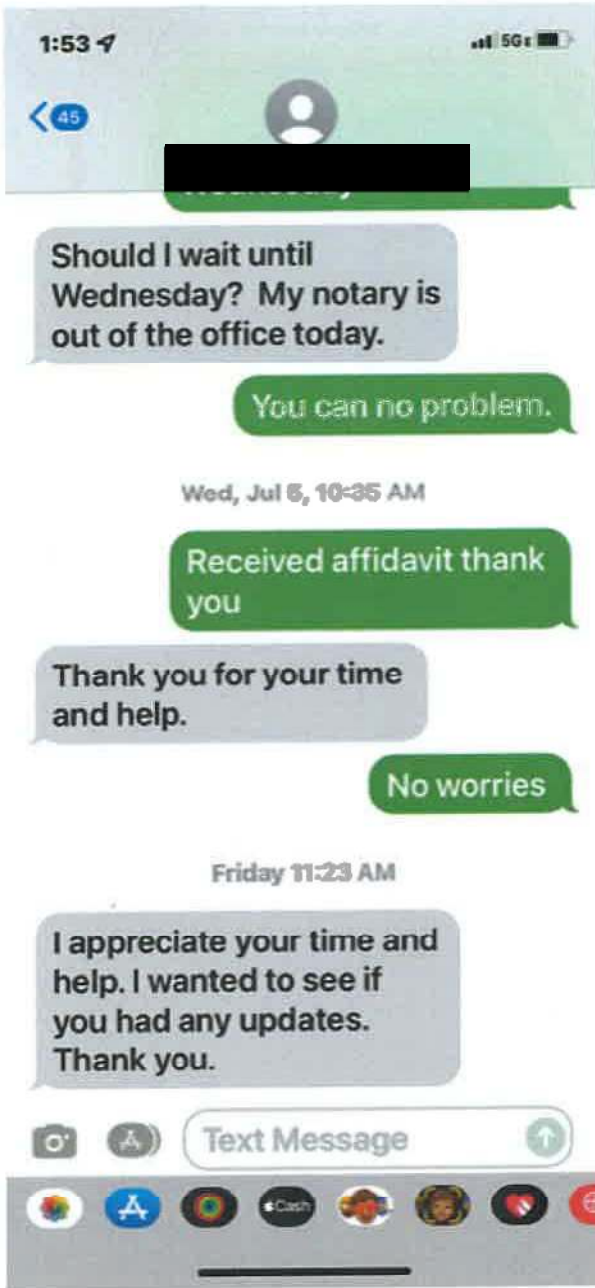 1:53
5G
45
Should I wait until
Wednesday?  My notary is
out of the office today.
You can no problem.
Wed, Jul 5, 10:35 AM
Received affidavit thank
you
Thank you for your time
and help.
No worries
Friday 11:23 AM
I appreciate your time and
help. I wanted to see if
you had any updates.
Thank you.
Text Message
Cash